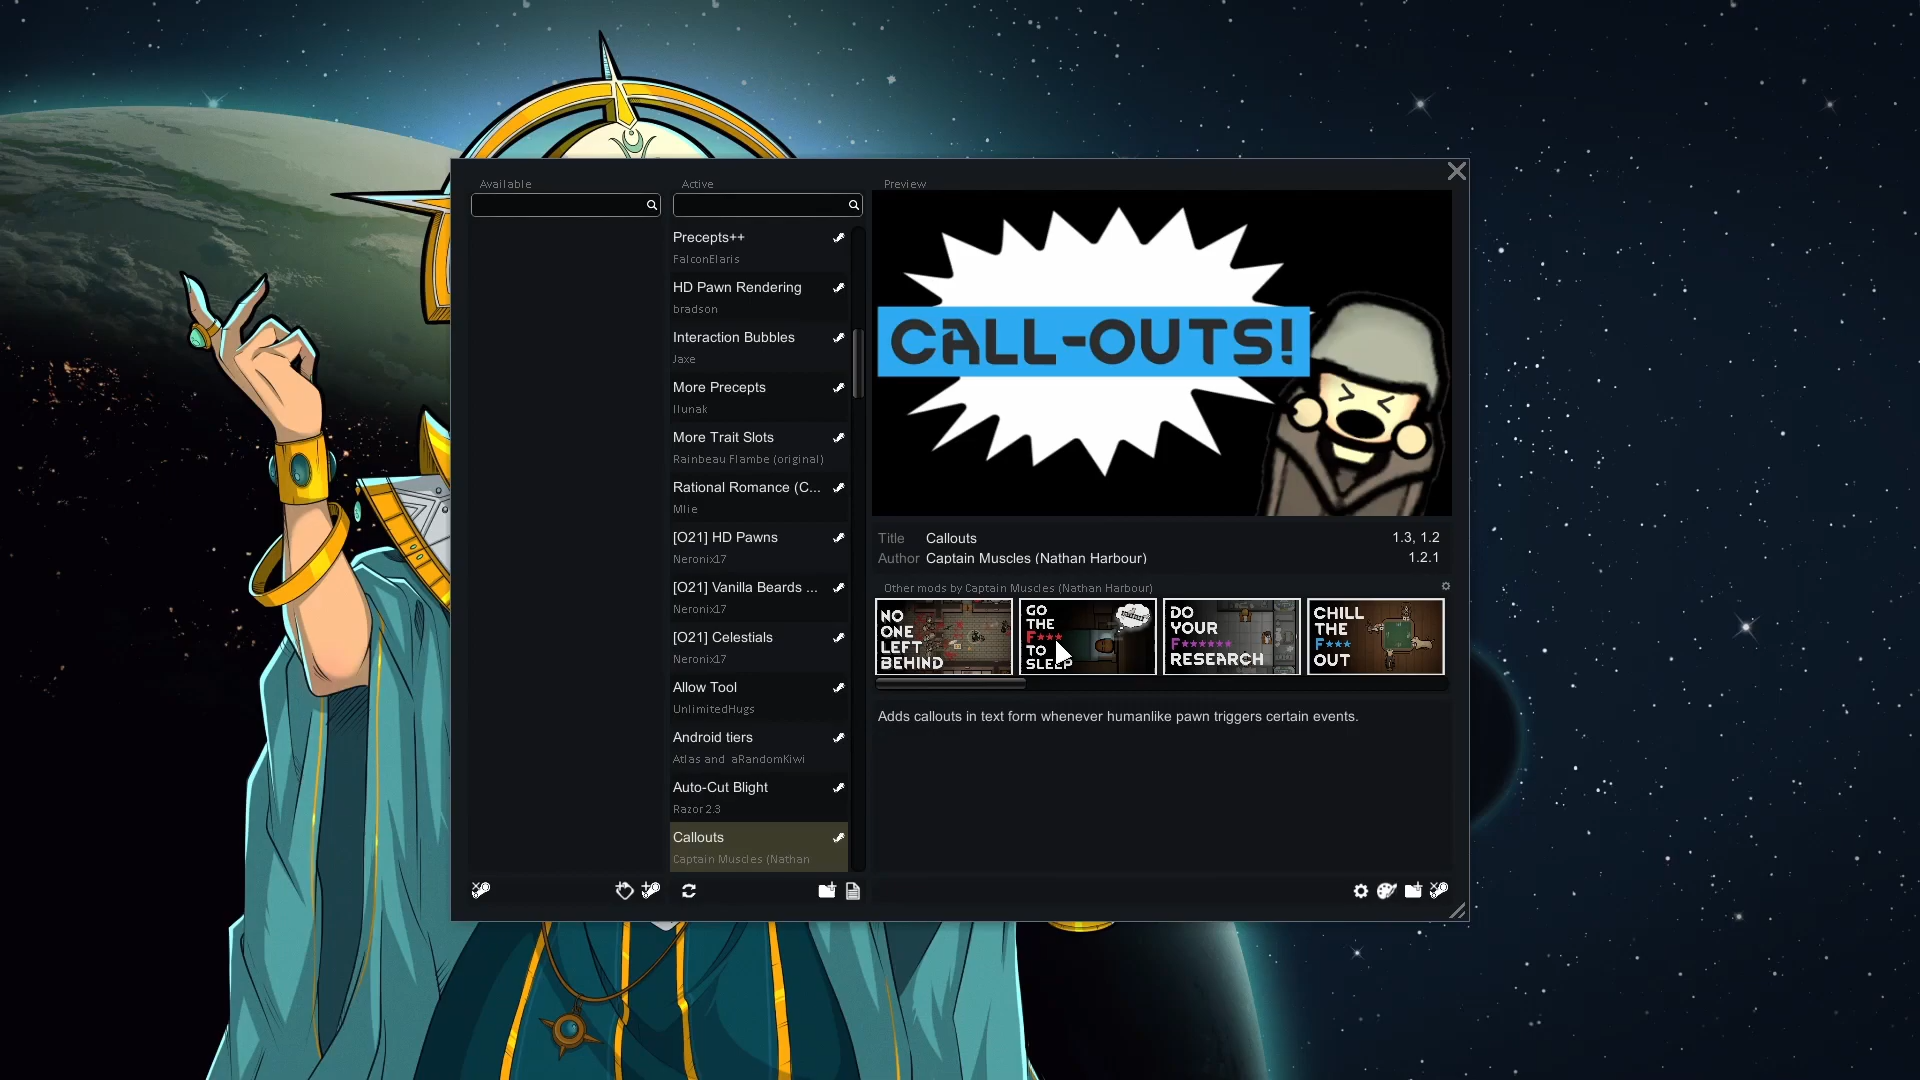 Available
Active
Precepts++
FalconElaris
HD Pawn Rendering
bradson
Interaction Bubbles
Jaxe
More Precepts
llunak
More Trait Slots
Rainbeau Flambe (original)
Rational Romance (C...
Mlie
[O21] HD Pawns
Neronix17
[O21] Vanilla Beards ...
Neronix17
[O21] Celestials
Neronix17
Allow Tool
UnlimitedHugs
Android tiers
Atlas and aRandomKiwi
Auto-Cut Blight
Razor 2.3
Callouts
Captain Muscles (Nathan
Preview
CALL-OUTS!
Title Callouts 1.3, 1.2
Author Captain Muscles (Nathan Harbour) 1.2.1
Other mods by Captain Muscles (Nathan Harbour)
NO
ONE
LEFT
BEHIND
GO
THE
F***
TO
SLEEP
DO
YOUR
F******
RESEARCH
CHILL
THE
F***
OUT
Adds callouts in text form whenever humanlike pawn triggers certain events.